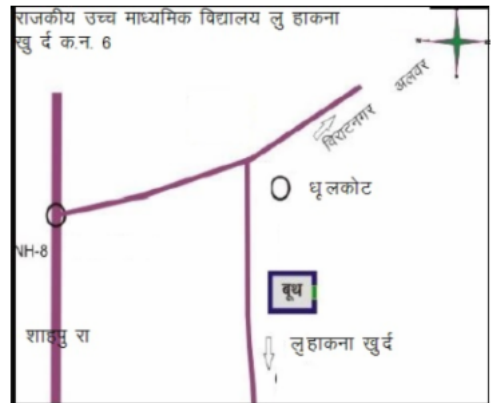 राजकीय उच्च माध्यमिक विद्यालय लु हाकना
खु र्द क.न. 6
अलवर
विराटनगर
धू लकोट
NH-8
बूथ
शाहपु रा
लु हाकना खुर्द